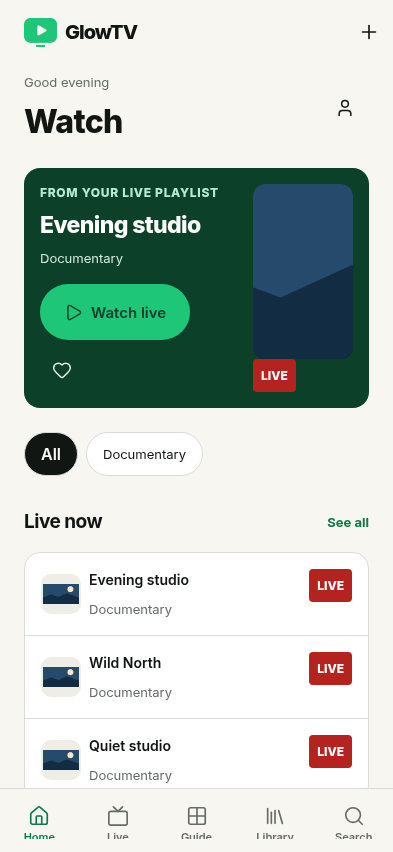 GlowTV
Good evening
Watch
FROM YOUR LIVE PLAYLIST
Evening studio
Documentary
Watch live
LIVE
All
Documentary
Live now
See all
Evening studio
Documentary
LIVE
Wild North
Documentary
LIVE
Quiet studio
Documentary
LIVE
Home
Live
Guide
Library
Search